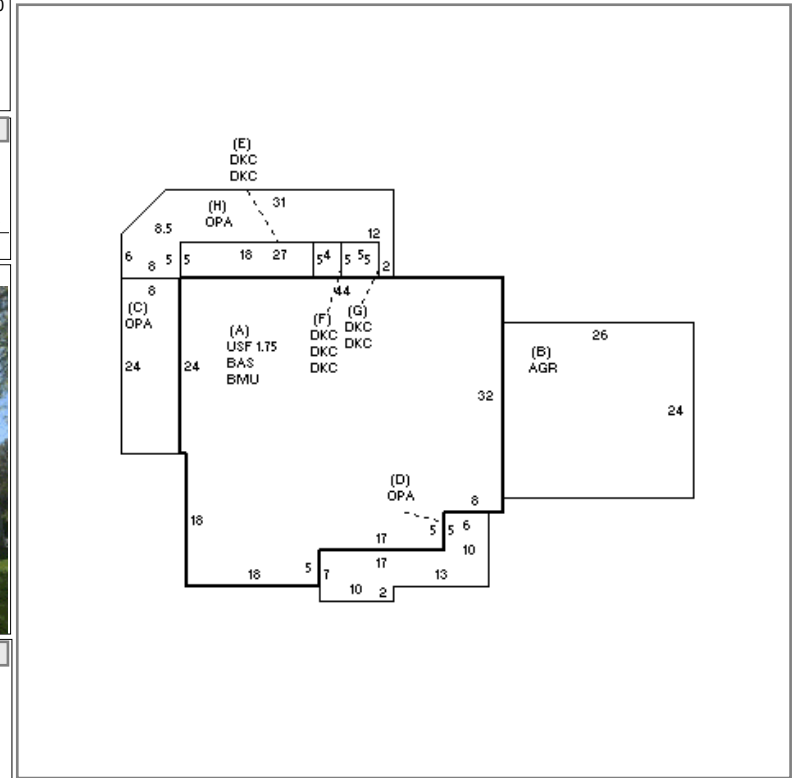 (E)
DKC
DKC
31
(H)
OPA
8.5
12
6
8
5
5
18
27
5
4
5
5
5
2
8
44
(C)
OPA
(A)
USF 1.75
BAS
BMU
(F)
DKC
DKC
DKC
(G)
DKC
DKC
26
(B)
AGR
24
24
32
24
(D)
OPA
8
18
5
5
6
17
10
17
5
7
18
13
10
2